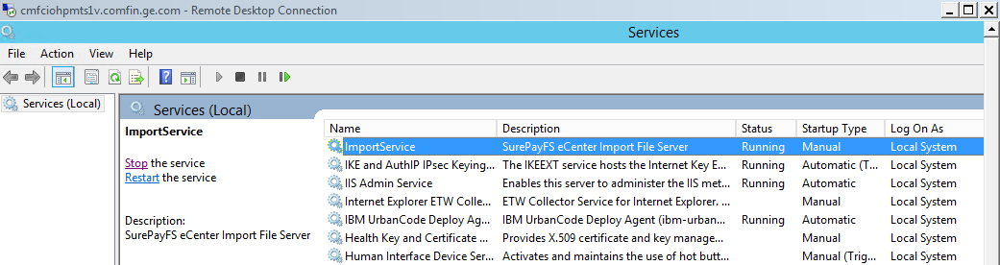 cmfciohpmts1v.comfin.ge.com - Remote Desktop Connection
Services
File Action View Help
Services (Local)
Services (Local)
ImportService
Stop the service
Restart the service
Description:
SurePayFS eCenter Import File Server
Name Description Status Startup Type Log On As
ImportService SurePayFS eCenter Import File Server Running Manual Local System
IKE and AuthIP IPsec Keying... The IKEEXT service hosts the Internet Key E... Running Automatic (T... Local System
IIS Admin Service Enables this server to administer the IIS met... Running Automatic Local System
Internet Explorer ETW Colle... ETW Collector Service for Internet Explorer. ... Manual Local System
IBM UrbanCode Deploy Ag... IBM UrbanCode Deploy Agent (ibm-urban... Running Automatic Local System
Health Key and Certificate ... Provides X.509 certificate and key manage... Manual Local System
Human Interface Device Ser... Activates and maintains the use of hot butt... Manual (Trig... Local System